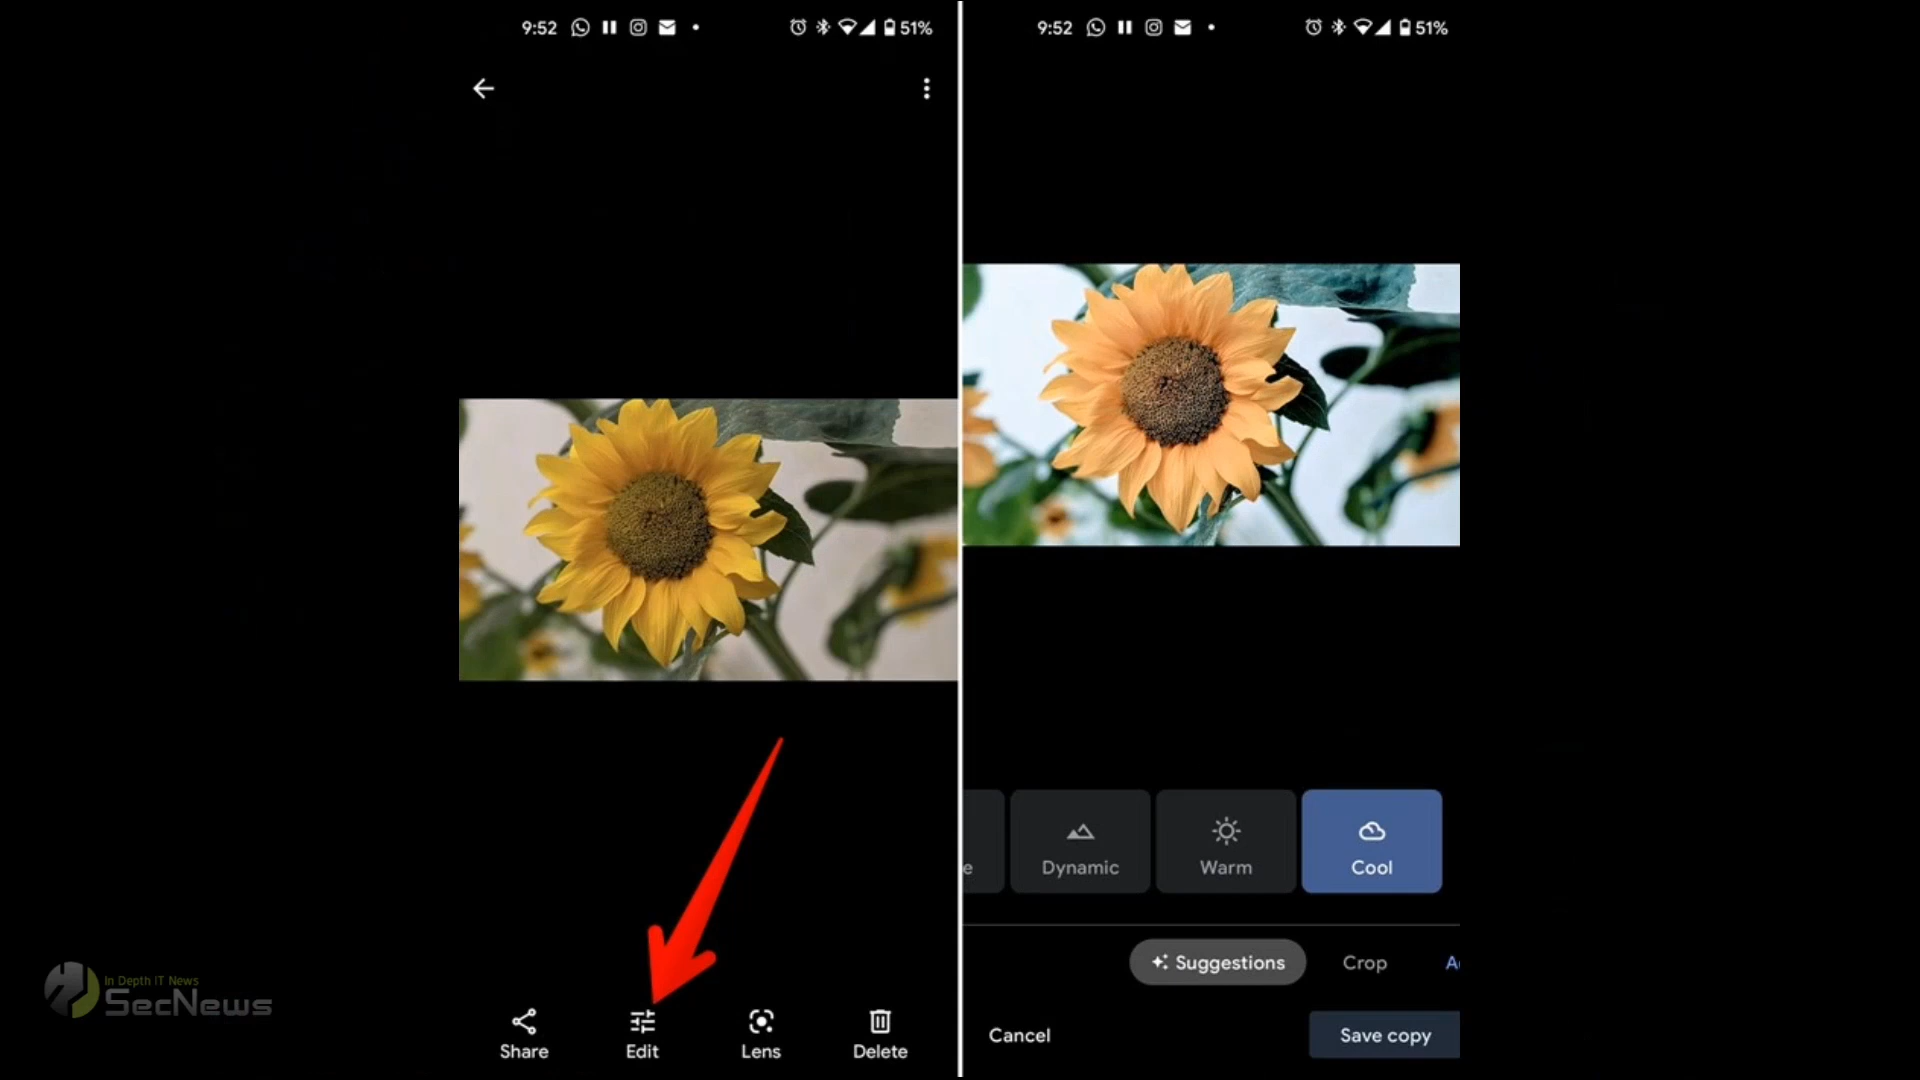 9:52 51%
9:52 51%
Dynamic Warm Cool
Suggestions Crop
Share Edit Lens Delete
Cancel Save copy
In Depth IT News
SecNews